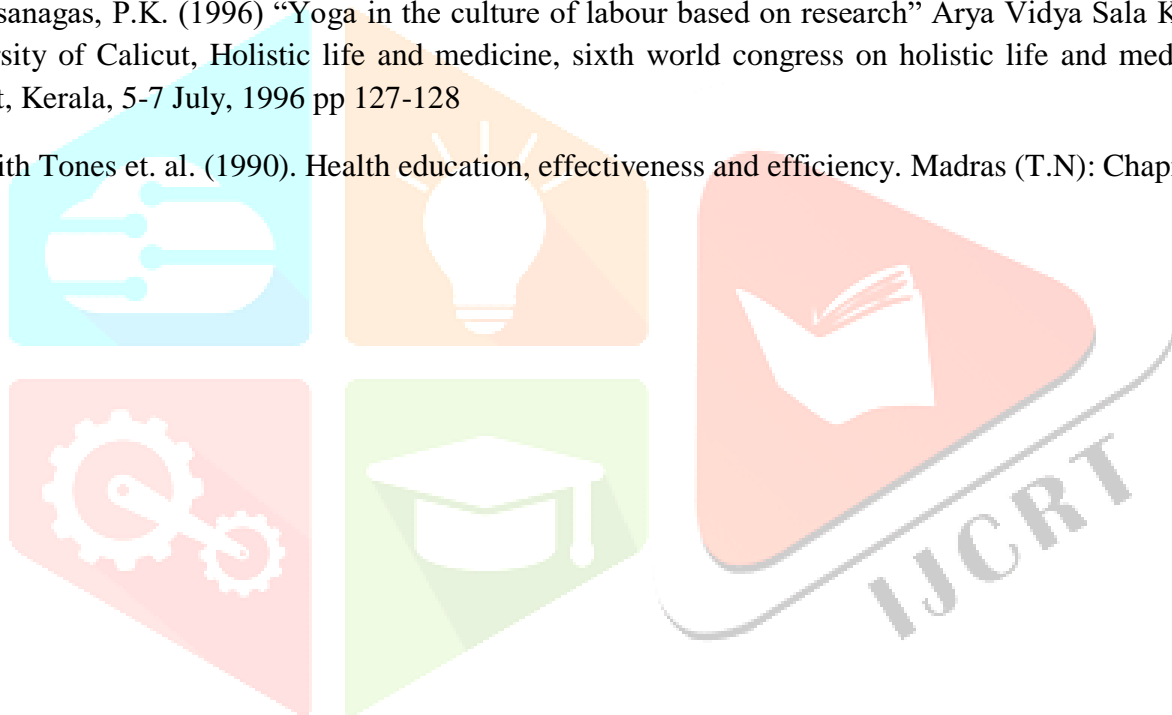 sanagas, P.K. (1996) “Yoga in the culture of labour based on research” Arya Vidya Sala K
rsity of Calicut, Holistic life and medicine, sixth world congress on holistic life and med
t, Kerala, 5-7 July, 1996 pp 127-128
ith Tones et. al. (1990). Health education, effectiveness and efficiency. Madras (T.N): Chap
IJCRT